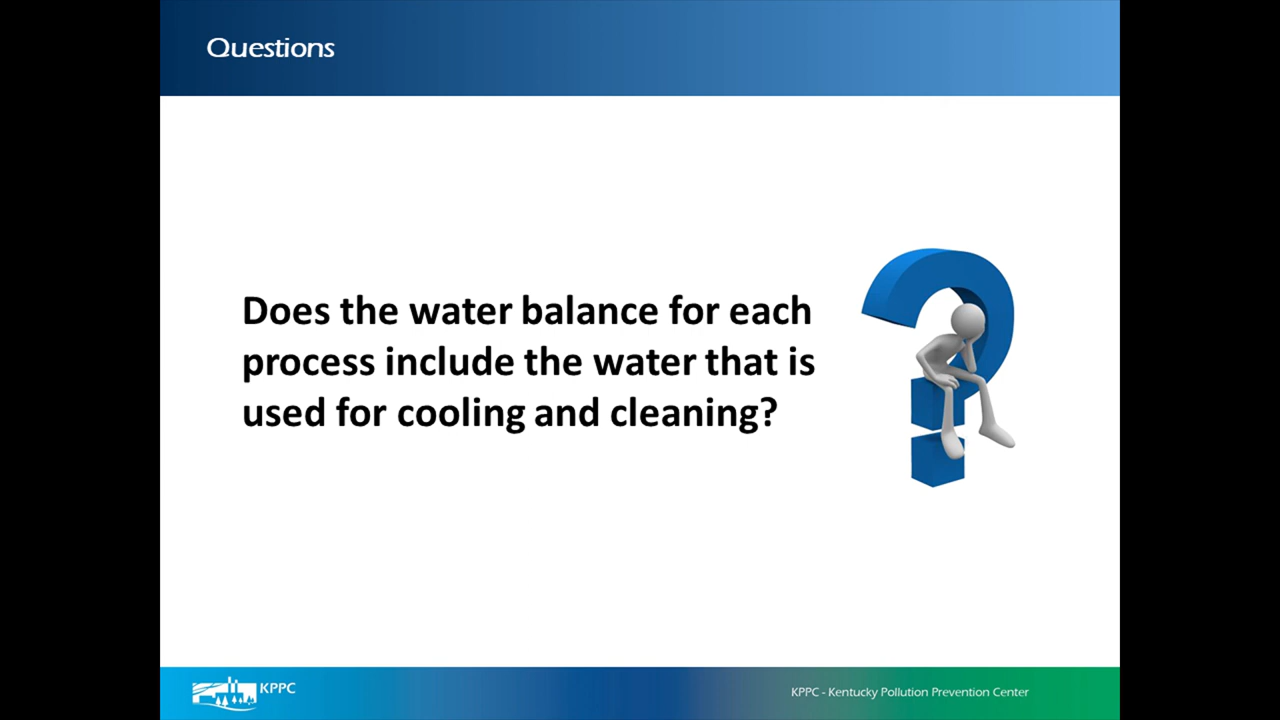 Questions
Does the water balance for each
process include the water that is
used for cooling and cleaning?
KPPC
KPPC - Kentucky Pollution Prevention Center